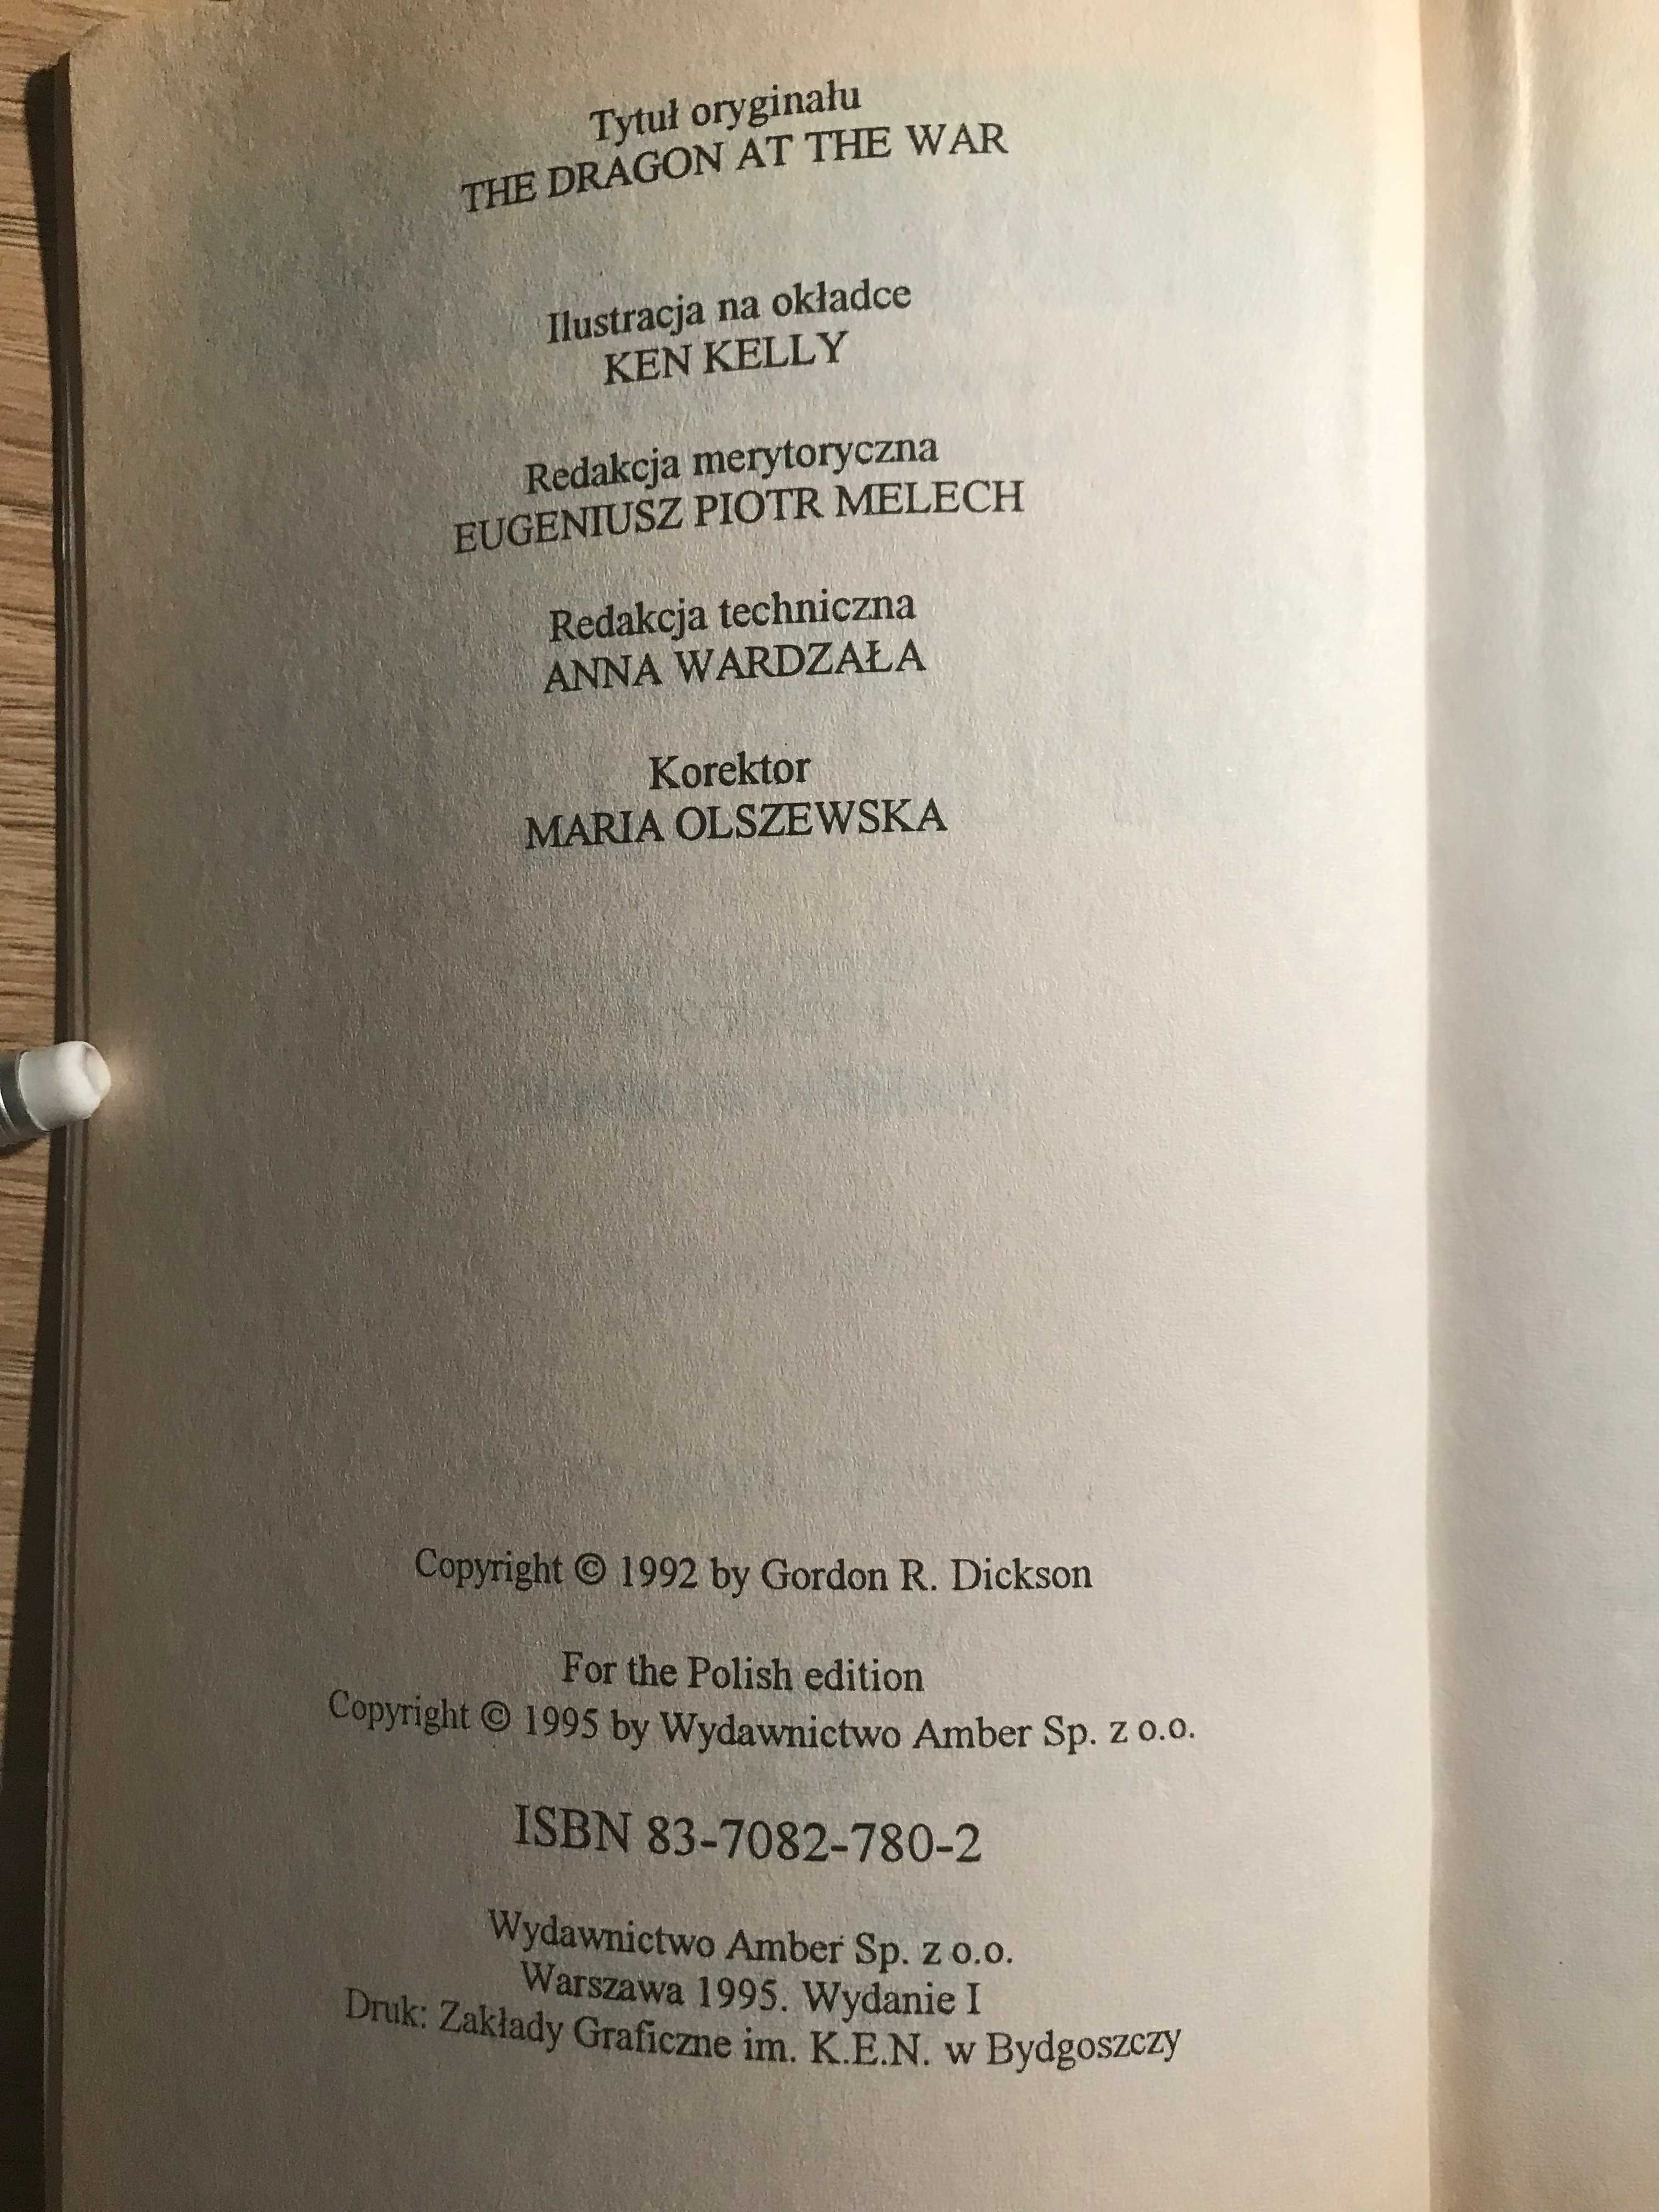 Tytuł oryginału
THE DRAGON AT THE WAR
Ilustracja na okładce
KEN KELLY
Redakcja merytoryczna
EUGENIUSZ PIOTR MELECH
Redakcja techniczna
ANNA WARDZAŁA
Korektor
MARIA OLSZEWSKA
Copyright © 1992 by Gordon R. Dickson
For the Polish edition
Copyright © 1995 by Wydawnictwo Amber Sp. z o.o.
ISBN 83-7082-780-2
Wydawnictwo Amber Sp. z o.o.
Warszawa 1995. Wydanie I
Druk: Zakłady Graficzne im. K.E.N. w Bydgoszczy